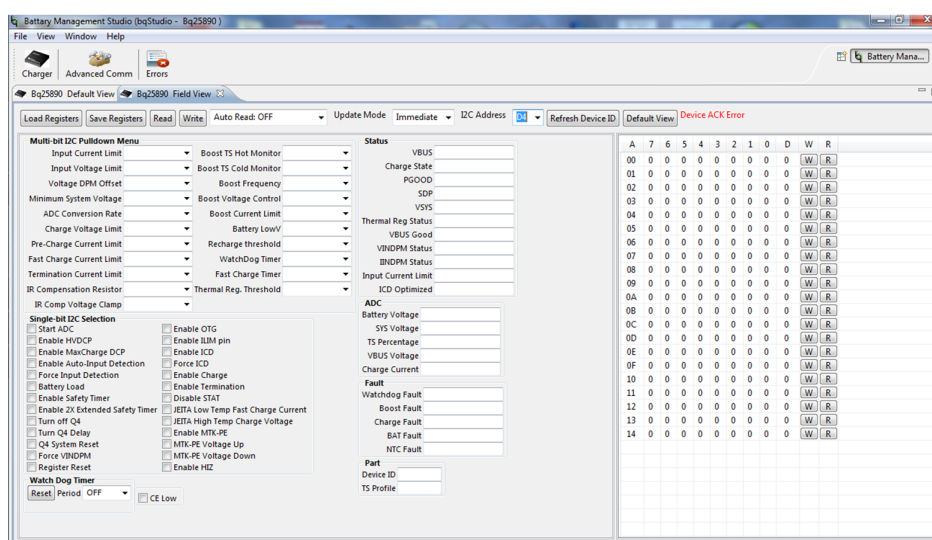 Battary Management Studio (bqStudio - Bq25890 )
File View Window Help
Charger Advanced Comm Errors
Battery Mana...
Bq25890 Default View Bq25890 Field View
Load Registers Save Registers Read Write Auto Read: OFF Update Mode Immediate I2C Address D4 Refresh Device ID Default View Device ACK Error
Multi-bit I2C Pulldown Menu
Input Current Limit Boost TS Hot Monitor
Input Voltage Limit Boost TS Cold Monitor
Voltage DPM Offset Boost Frequency
Minimum System Voltage Boost Voltage Control
ADC Conversion Rate Boost Current Limit
Charge Voltage Limit Battery LowV
Pre-Charge Current Limit Recharge threshold
Fast Charge Current Limit WatchDog Timer
Termination Current Limit Fast Charge Timer
IR Compensation Resistor Thermal Reg. Threshold
IR Comp Voltage Clamp
Single-bit I2C Selection
Start ADC Enable OTG
Enable HVDCP Enable ILIM pin
Enable MaxCharge DCP Enable ICD
Enable Auto-Input Detection Force ICD
Force Input Detection Enable Charge
Battery Load Enable Termination
Enable Safety Timer Disable STAT
Enable 2X Extended Safety Timer JEITA Low Temp Fast Charge Current
Turn off Q4 JEITA High Temp Charge Voltage
Turn Q4 Delay Enable MTK-PE
Q4 System Reset MTK-PE Voltage Up
Force VINDPM MTK-PE Voltage Down
Register Reset Enable HIZ
Watch Dog Timer
Reset Period OFF CE Low
Status
VBUS
Charge State
PGOOD
SDP
VSYS
Thermal Reg Status
VBUS Good
VINDPM Status
IINDPM Status
Input Current Limit
ICD Optimized
ADC
Battery Voltage
SYS Voltage
TS Percentage
VBUS Voltage
Charge Current
Fault
Watchdog Fault
Boost Fault
Charge Fault
BAT Fault
NTC Fault
Part
Device ID
TS Profile
A 7 6 5 4 3 2 1 0 D W R
00 0 0 0 0 0 0 0 0 0 W R
01 0 0 0 0 0 0 0 0 0 W R
02 0 0 0 0 0 0 0 0 0 W R
03 0 0 0 0 0 0 0 0 0 W R
04 0 0 0 0 0 0 0 0 0 W R
05 0 0 0 0 0 0 0 0 0 W R
06 0 0 0 0 0 0 0 0 0 W R
07 0 0 0 0 0 0 0 0 0 W R
08 0 0 0 0 0 0 0 0 0 W R
09 0 0 0 0 0 0 0 0 0 W R
0A 0 0 0 0 0 0 0 0 0 W R
0B 0 0 0 0 0 0 0 0 0 W R
0C 0 0 0 0 0 0 0 0 0 W R
0D 0 0 0 0 0 0 0 0 0 W R
0E 0 0 0 0 0 0 0 0 0 W R
0F 0 0 0 0 0 0 0 0 0 W R
10 0 0 0 0 0 0 0 0 0 W R
11 0 0 0 0 0 0 0 0 0 W R
12 0 0 0 0 0 0 0 0 0 W R
13 0 0 0 0 0 0 0 0 0 W R
14 0 0 0 0 0 0 0 0 0 W R